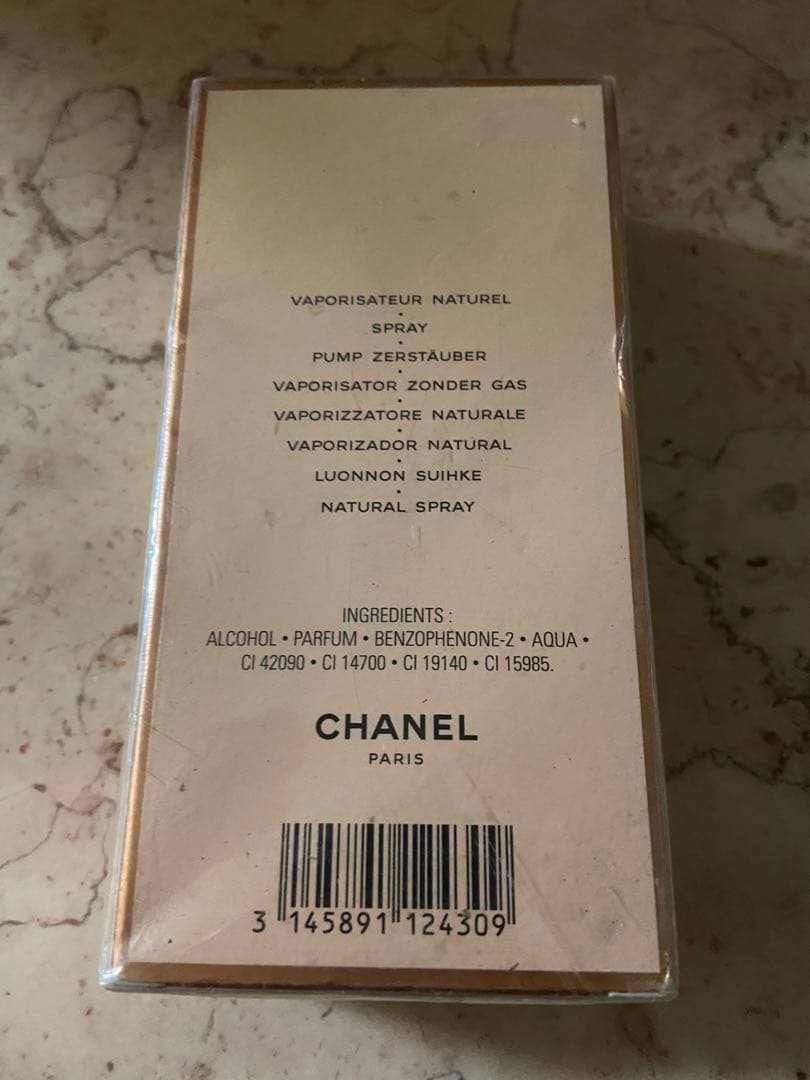 VAPORISATEUR NATUREL
•
SPRAY
•
PUMP ZERSTÄUBER
•
VAPORISATOR ZONDER GAS
•
VAPORIZZATORE NATURALE
•
VAPORIZADOR NATURAL
•
LUONNON SUIHKE
•
NATURAL SPRAY
INGREDIENTS :
ALCOHOL • PARFUM • BENZOPHENONE-2 • AQUA •
CI 42090 • CI 14700 • CI 19140 • CI 15985.
CHANEL
PARIS
3 145891 124309